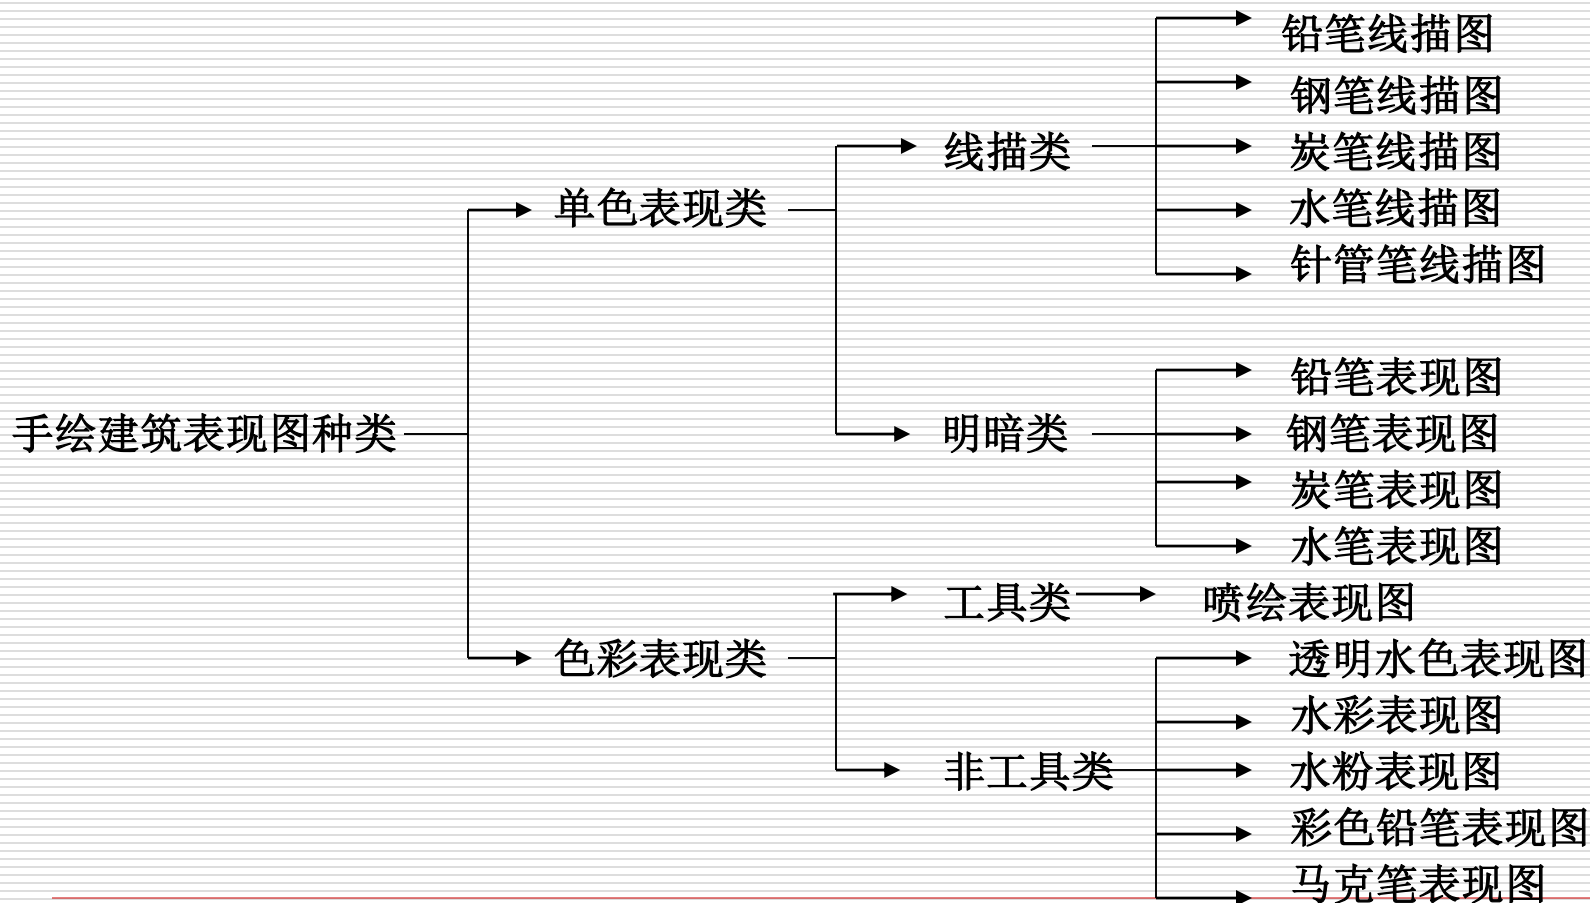 手绘建筑表现图种类
单色表现类
线描类
铅笔线描图
钢笔线描图
炭笔线描图
水笔线描图
针管笔线描图
明暗类
铅笔表现图
钢笔表现图
炭笔表现图
水笔表现图
色彩表现类
工具类
喷绘表现图
非工具类
透明水色表现图
水彩表现图
水粉表现图
彩色铅笔表现图
马克笔表现图